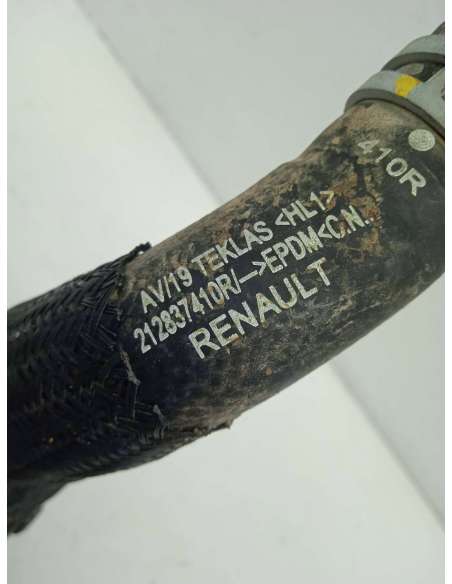 AV/19 TEKLAS <HL1>
212837410R/-->EPDM<C.N..
RENAULT
410R